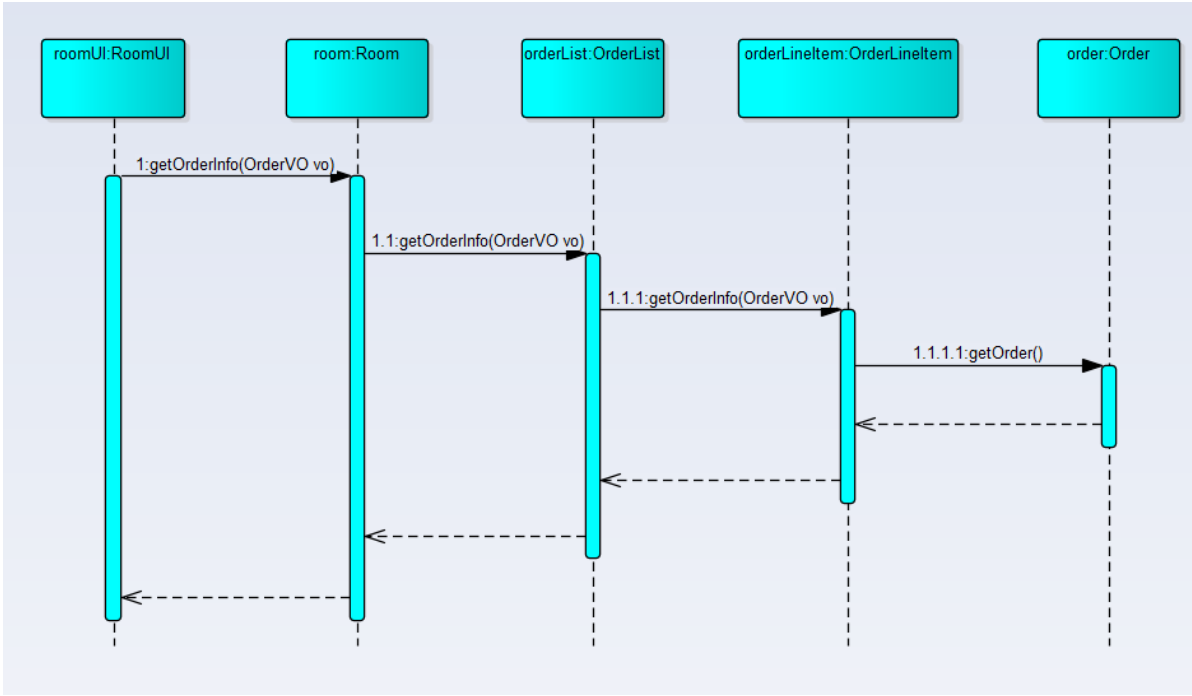 roomUI:RoomUI
room:Room
orderList:OrderList
orderLineItem:OrderLineItem
order:Order
1:getOrderInfo(OrderVO vo)
1.1:getOrderInfo(OrderVO vo)
1.1.1:getOrderInfo(OrderVO vo)
1.1.1.1:getOrder()